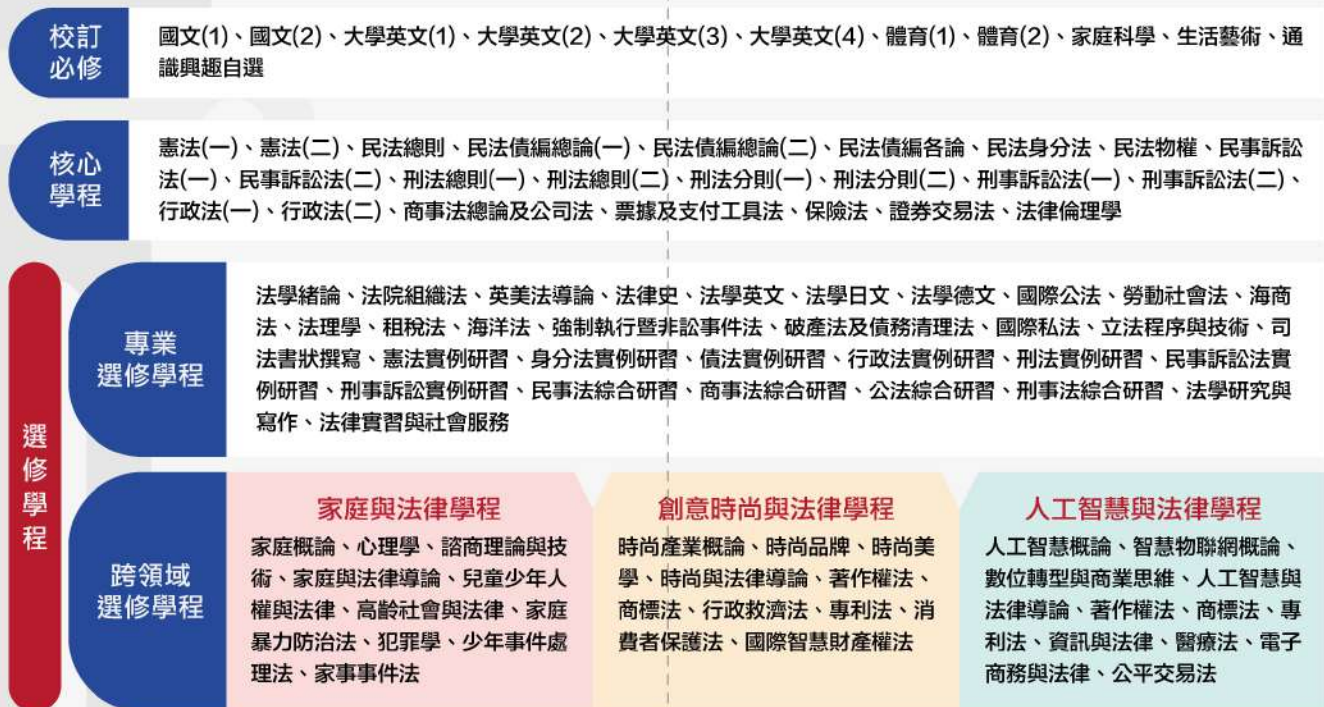 校訂
必修
國文(1)、國文(2)、大學英文(1)、大學英文(2)、大學英文(3)、大學英文(4)、體育(1)、體育(2)、家庭科學、生活藝術、通
識興趣自選
核心
學程
憲法(一)、憲法(二)、民法總則、民法債編總論(一)、民法債編總論(二)、民法債編各論、民法身分法、民法物權、民事訴訟
法(一)、民事訴訟法(二)、刑法總則(一)、刑法總則(二)、刑法分則(一)、刑法分則(二)、刑事訴訟法(一)、刑事訴訟法(二)、
行政法(一)、行政法(二)、商事法總論及公司法、票據及支付工具法、保險法、證券交易法、法律倫理學
選修學程
專業
選修學程
法學緒論、法院組織法、英美法導論、法律史、法學英文、法學日文、法學德文、國際公法、勞動社會法、海商
法、法理學、租稅法、海洋法、強制執行暨非訟事件法、破產法及債務清理法、國際私法、立法程序與技術、司
法書狀撰寫、憲法實例研習、身分法實例研習、債法實例研習、行政法實例研習、刑法實例研習、民事訴訟法實
例研習、刑事訴訟實例研習、民事法綜合研習、商事法綜合研習、公法綜合研習、刑事法綜合研習、法學研究與
寫作、法律實習與社會服務
跨領域
選修學程
家庭與法律學程
家庭概論、心理學、諮商理論與技
術、家庭與法律導論、兒童少年人
權與法律、高齡社會與法律、家庭
暴力防治法、犯罪學、少年事件處
理法、家事事件法
創意時尚與法律學程
時尚產業概論、時尚品牌、時尚美
學、時尚與法律導論、著作權法、
商標法、行政救濟法、專利法、消
費者保護法、國際智慧財產權法
人工智慧與法律學程
人工智慧概論、智慧物聯網概論、
數位轉型與商業思維、人工智慧與
法律導論、著作權法、商標法、專
利法、資訊與法律、醫療法、電子
商務與法律、公平交易法